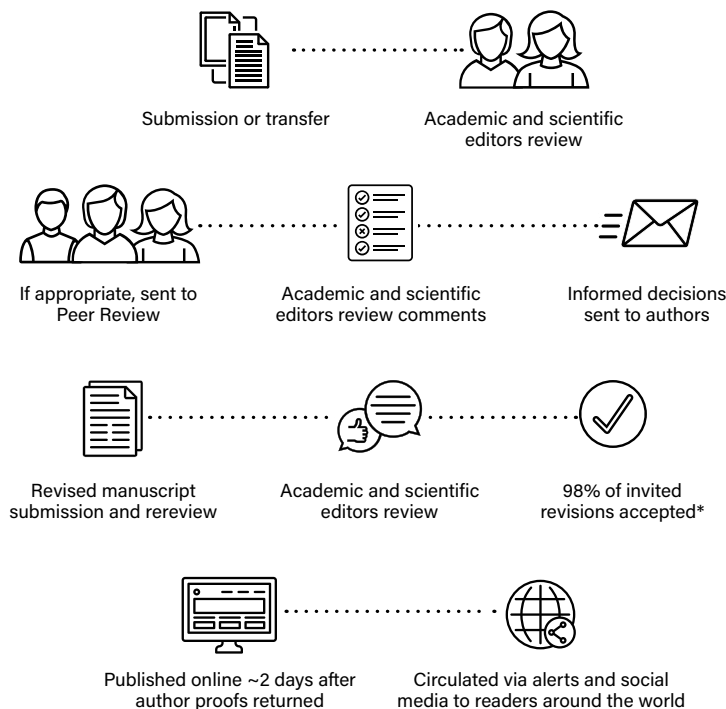 Submission or transfer
Academic and scientific
editors review
If appropriate, sent to
Peer Review
Academic and scientific
editors review comments
Informed decisions
sent to authors
Revised manuscript
submission and rereview
Academic and scientific
editors review
98% of invited
revisions accepted*
Published online ~2 days after
author proofs returned
Circulated via alerts and social
media to readers around the world